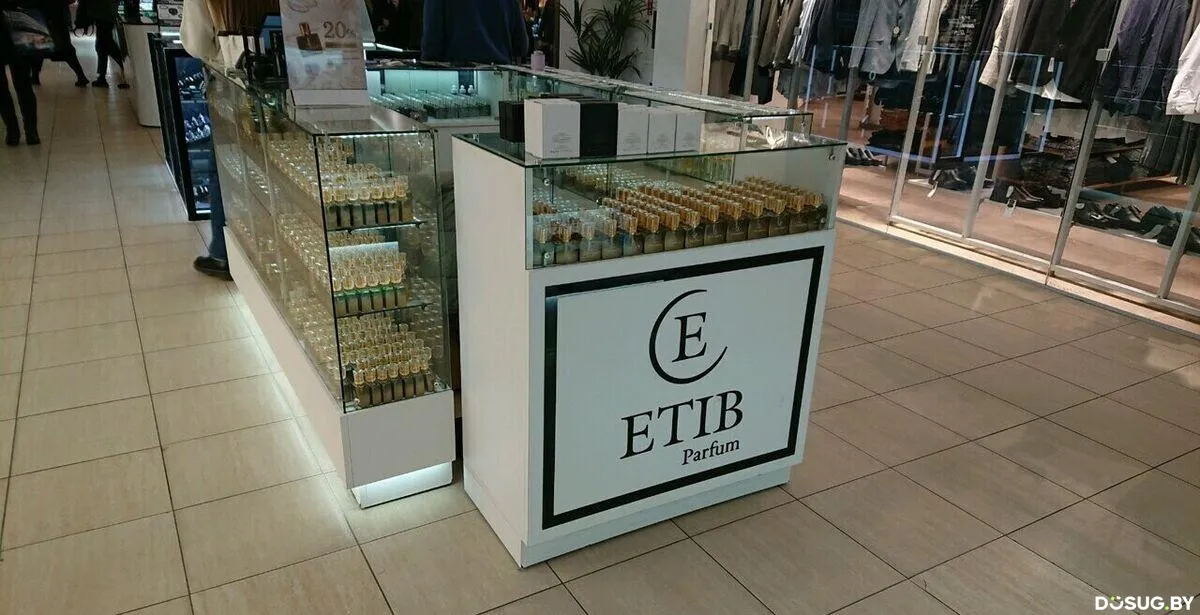 20%
E
ETIB
Parfum
DOSUG.BY